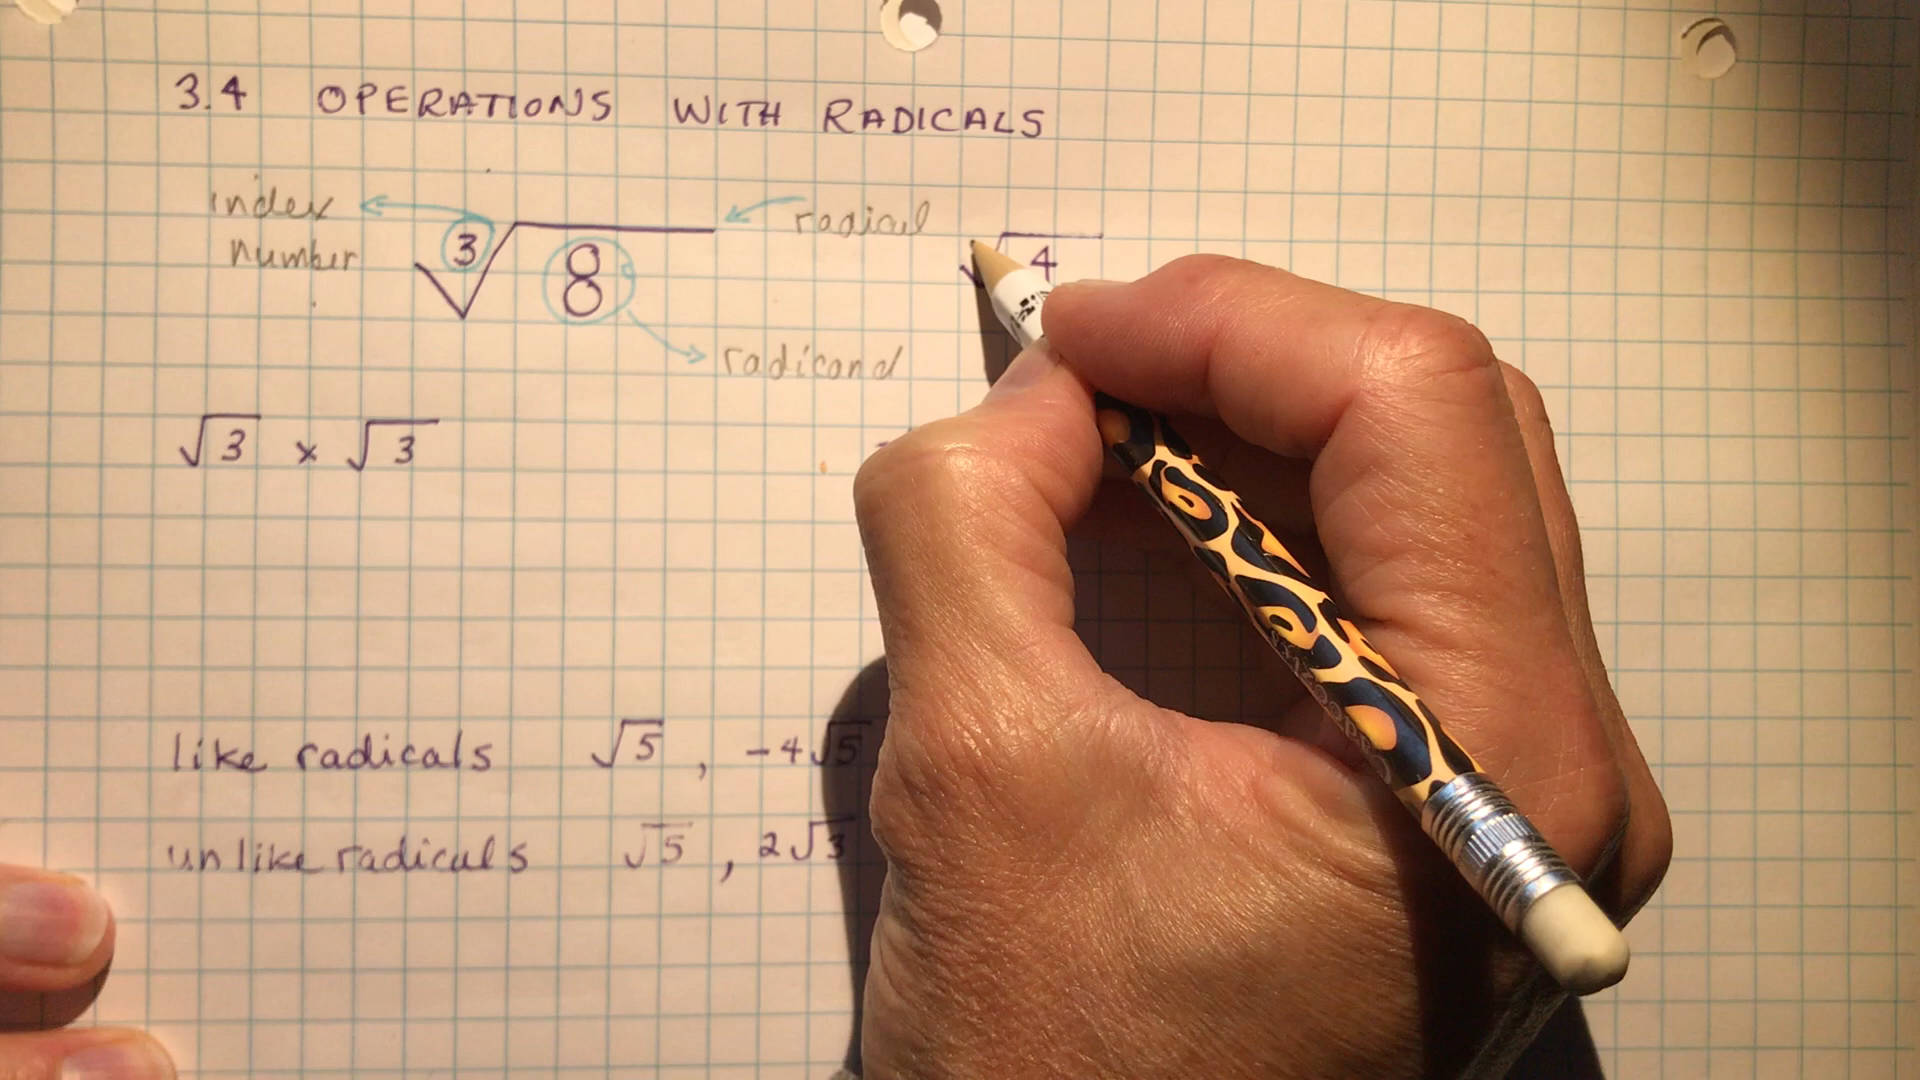 3.4 OPERATIONS WITH RADICALS
index number
∛8
radical
√4
radicand
√3 × √3
like radicals √5 , -4√5
unlike radicals √5 , 2√3